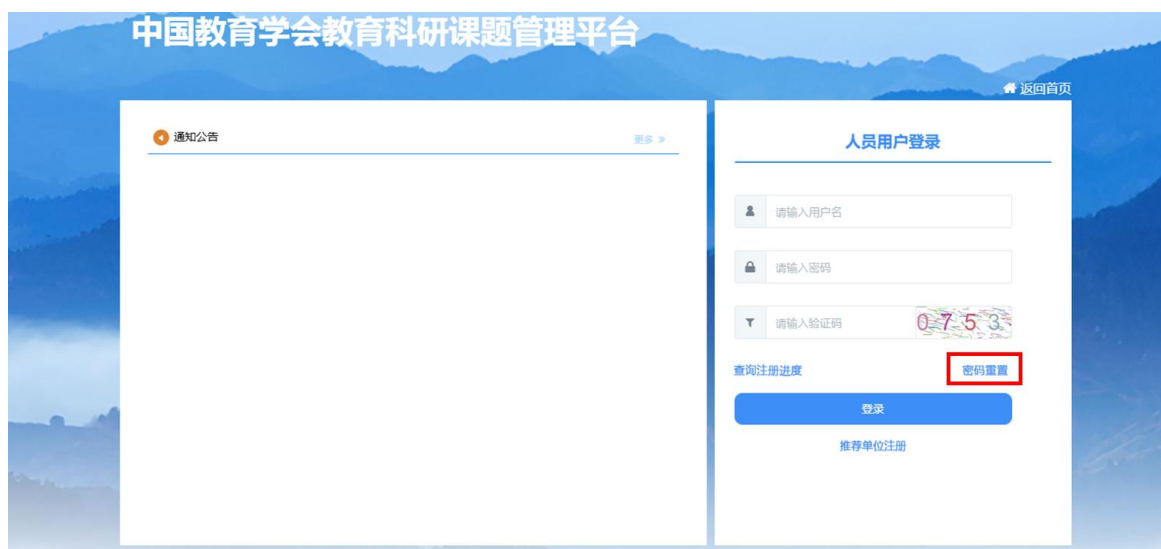 中国教育学会教育科研课题管理平台
返回首页
通知公告
更多 »
人员用户登录
请输入用户名
请输入密码
请输入验证码 0753
查询注册进度 密码重置
登录
推荐单位注册